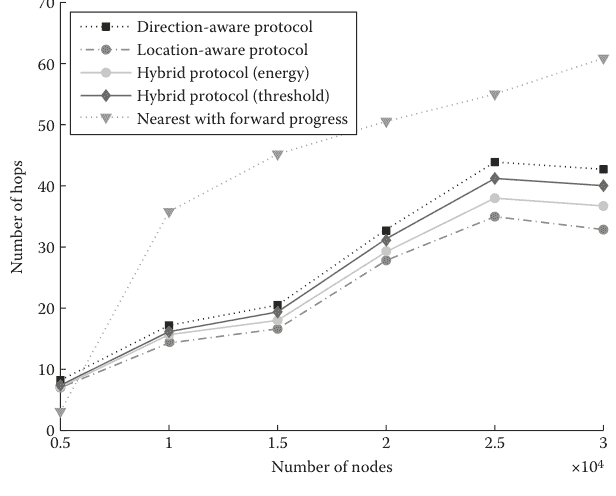 70
60
50
40
30
20
10
0
Number of hops
Direction-aware protocol
Location-aware protocol
Hybrid protocol (energy)
Hybrid protocol (threshold)
Nearest with forward progress
0.5 1 1.5 2 2.5 3
Number of nodes ×10⁴